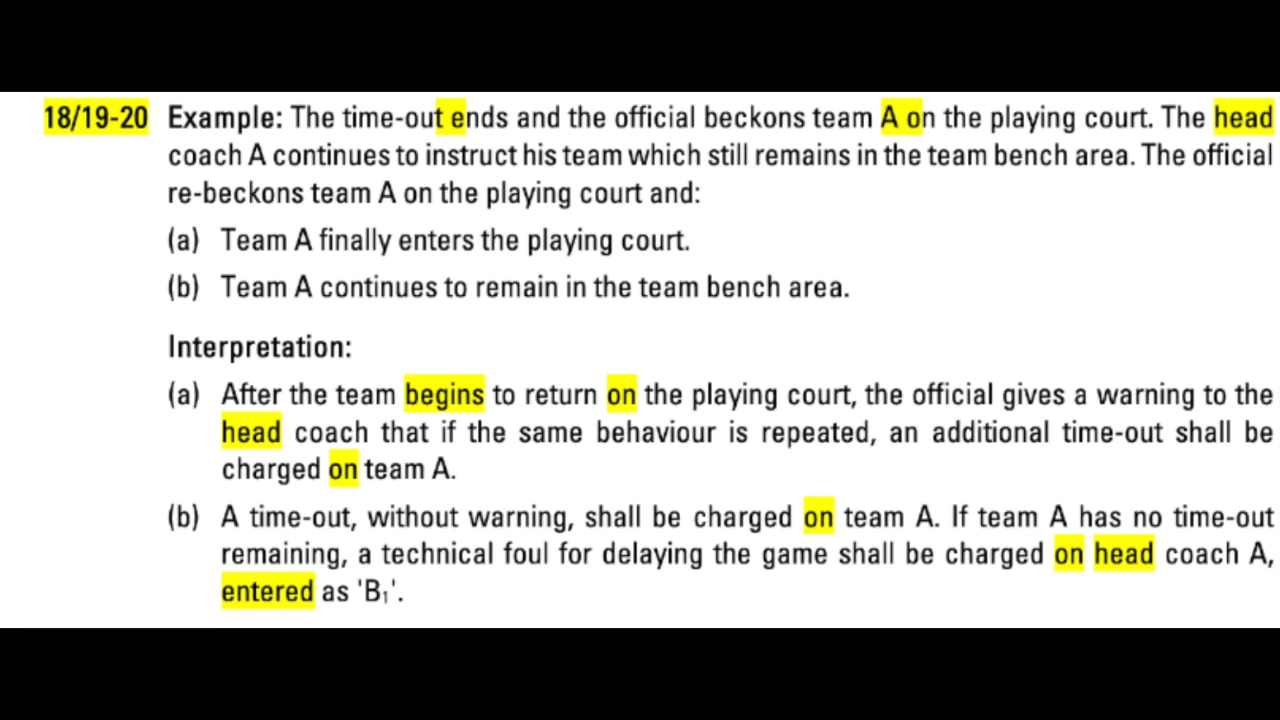 18/19-20 Example: The time-out ends and the official beckons team A on the playing court. The head
coach A continues to instruct his team which still remains in the team bench area. The official
re-beckons team A on the playing court and:
(a) Team A finally enters the playing court.
(b) Team A continues to remain in the team bench area.
Interpretation:
(a) After the team begins to return on the playing court, the official gives a warning to the
head coach that if the same behaviour is repeated, an additional time-out shall be
charged on team A.
(b) A time-out, without warning, shall be charged on team A. If team A has no time-out
remaining, a technical foul for delaying the game shall be charged on head coach A,
entered as 'B₁'.